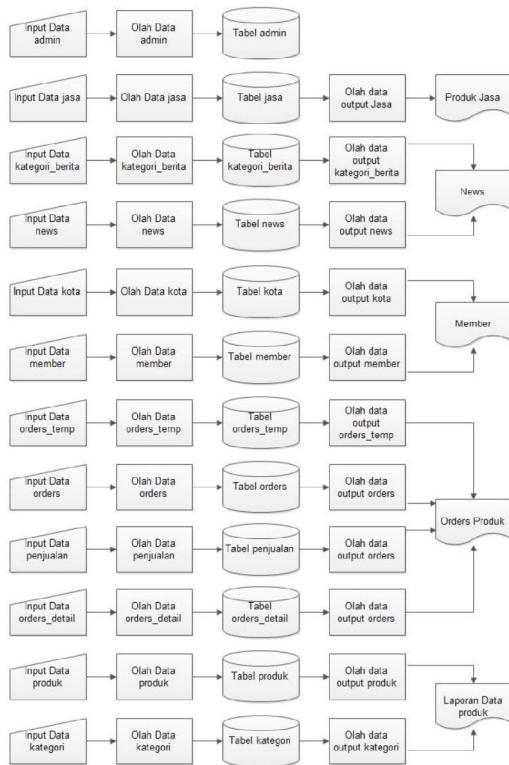 Input Data
admin
Olah Data
admin
Tabel admin
Input Data jasa
Olah Data jasa
Tabel jasa
Olah data
output Jasa
Produk Jasa
Input Data
kategori_berita
Olah Data
kategori_berita
Tabel
kategori_berita
Olah data
output
kategori_berita
News
Input Data
news
Olah Data
news
Tabel news
Olah data
output news
Input Data kota
Olah Data kota
Tabel kota
Olah data
output kota
Member
Input Data
member
Olah Data
member
Tabel member
Olah data
output member
Input Data
orders_temp
Olah Data
orders_temp
Tabel
orders_temp
Olah data
output
orders_temp
Input Data
orders
Olah Data
orders
Tabel orders
Olah data
output orders
Orders Produk
Input Data
penjualan
Olah Data
penjualan
Tabel penjualan
Olah data
output orders
Input Data
orders_detail
Olah Data
orders_detail
Tabel
orders_detail
Olah data
output orders
Input Data
produk
Olah Data
produk
Tabel produk
Olah data
output produk
Laporan Data
produk
Input Data
kategori
Olah Data
kategori
Tabel kategori
Olah data
output kategori